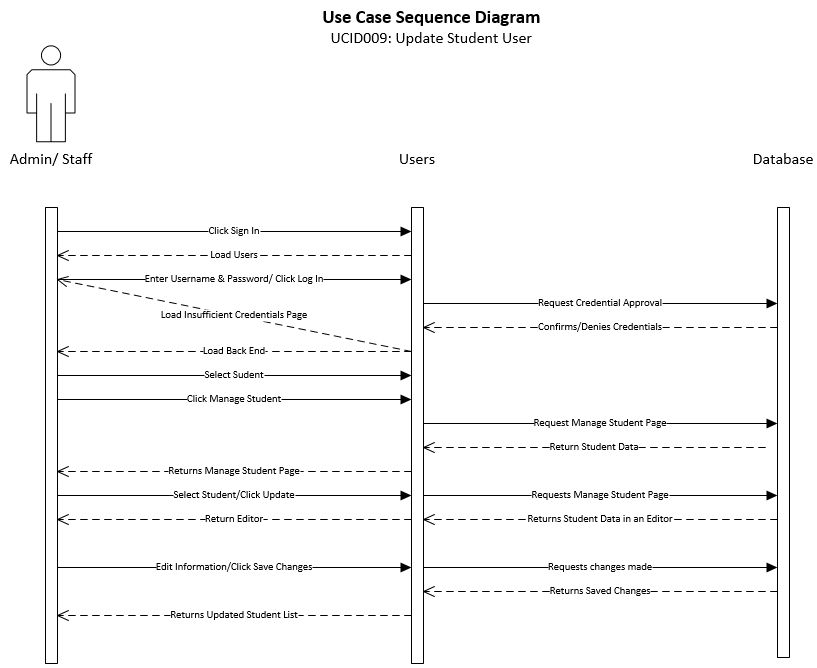 Use Case Sequence Diagram
UCID009: Update Student User
Admin/ Staff
Users
Database
Click Sign In
Load Users
Enter Username & Password/ Click Log In
Request Credential Approval
Load Insufficient Credentials Page
Confirms/Denies Credentials
Load Back End
Select Sudent
Click Manage Student
Request Manage Student Page
Return Student Data
Returns Manage Student Page
Select Student/Click Update
Requests Manage Student Page
Return Editor
Returns Student Data in an Editor
Edit Information/Click Save Changes
Requests changes made
Returns Saved Changes
Returns Updated Student List